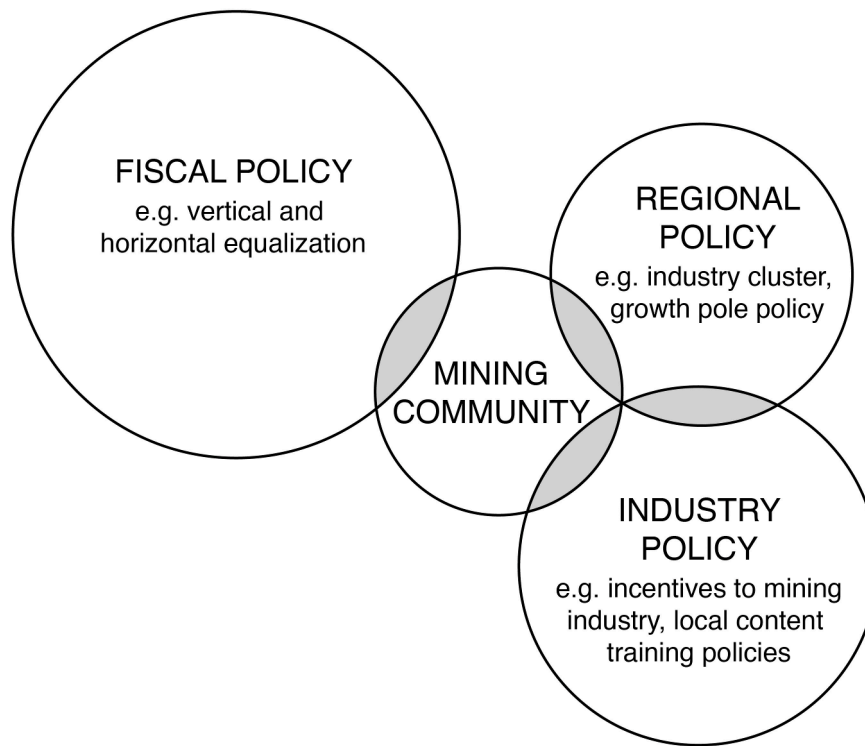 FISCAL POLICY
e.g. vertical and
horizontal equalization
REGIONAL
POLICY
e.g. industry cluster,
growth pole policy
MINING
COMMUNITY
INDUSTRY
POLICY
e.g. incentives to mining
industry, local content
training policies